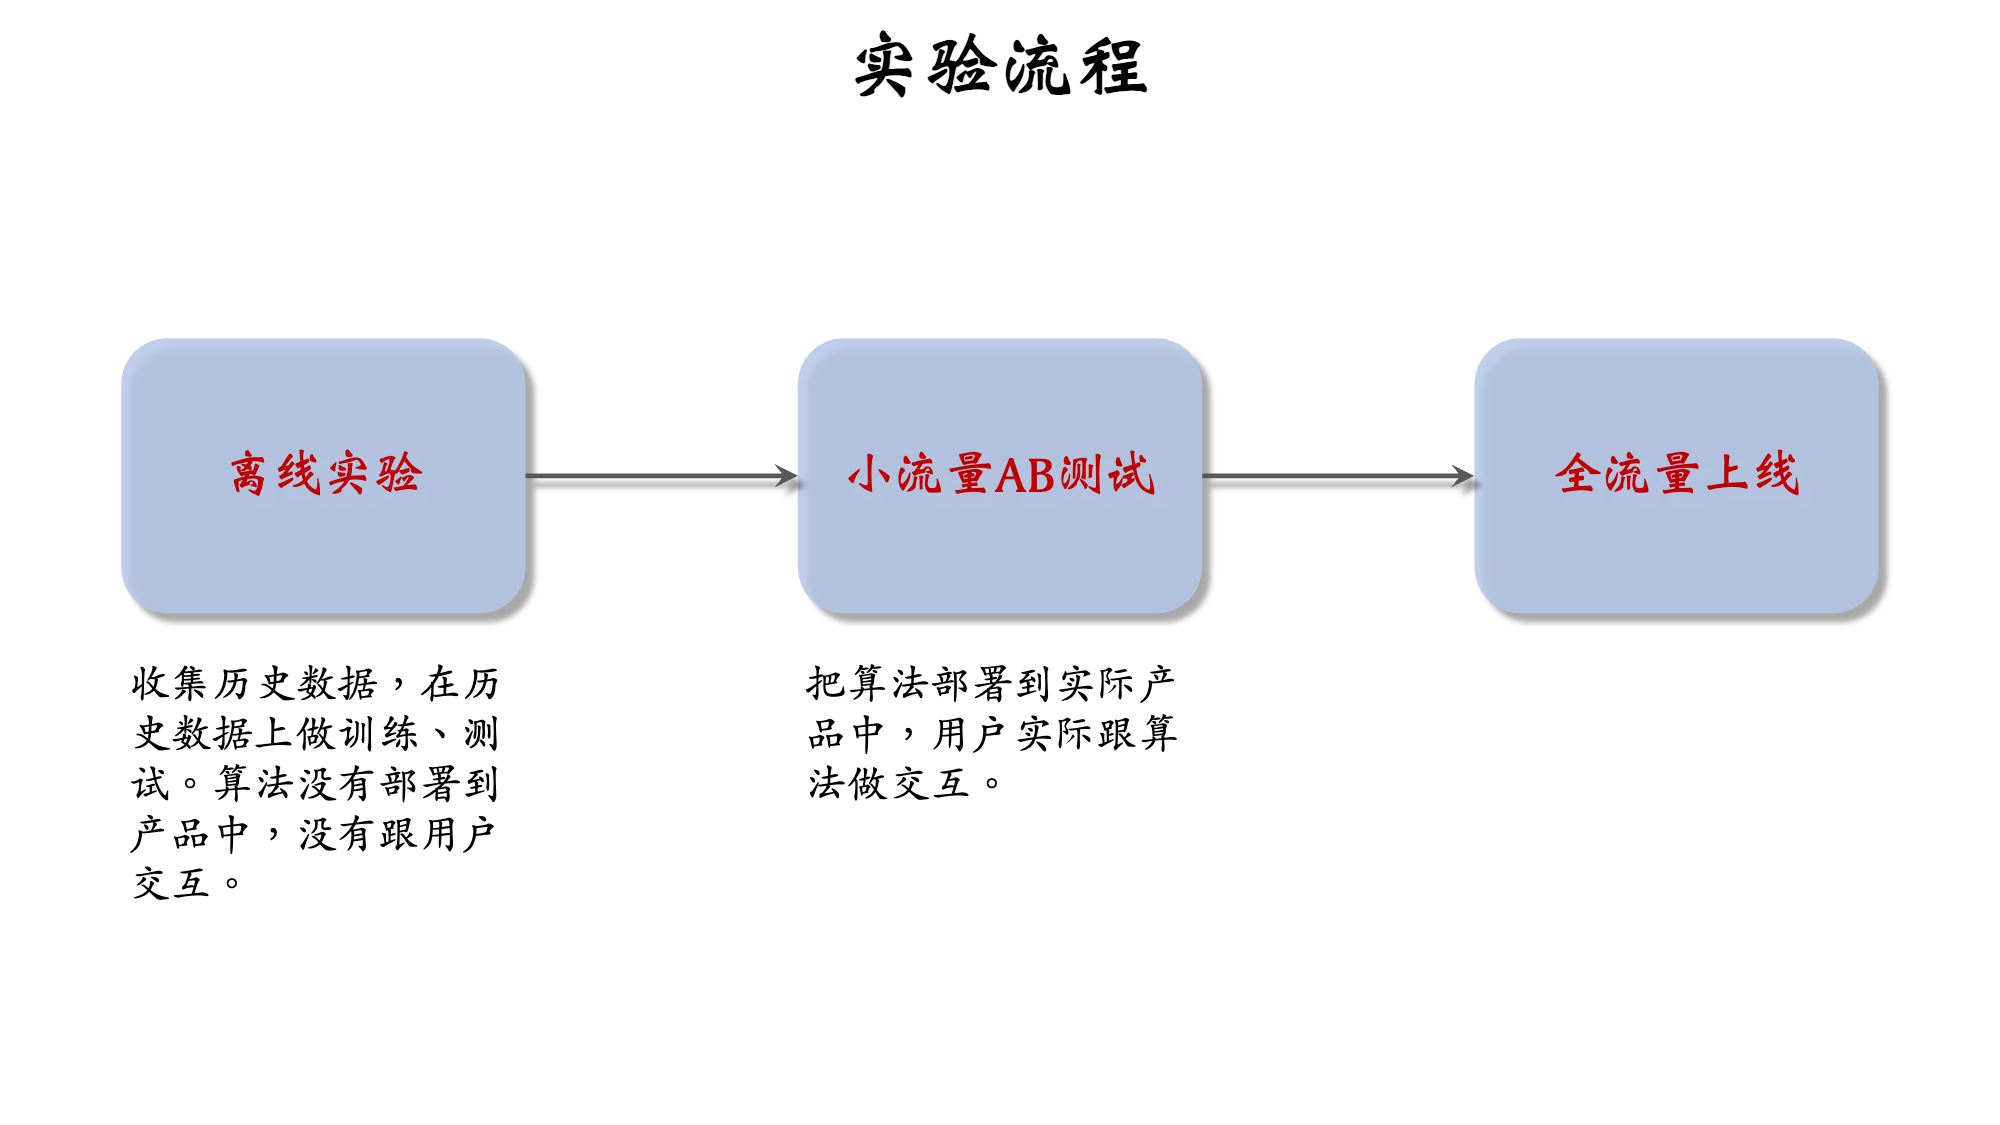 实验流程
离线实验
小流量AB测试
全流量上线
收集历史数据，在历
史数据上做训练、测
试。算法没有部署到
产品中，没有跟用户
交互。
把算法部署到实际产
品中，用户实际跟算
法做交互。